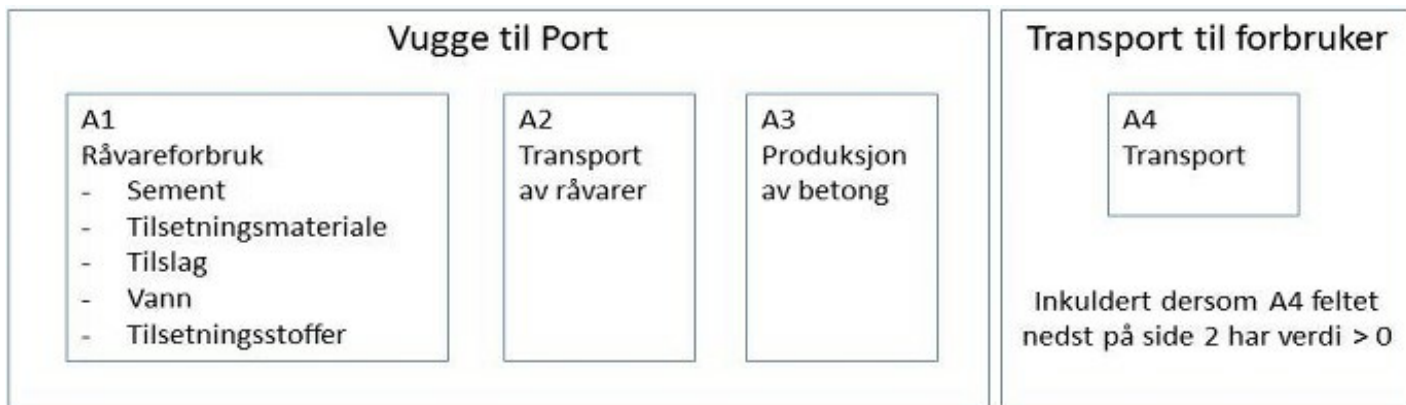 Vugge til Port
A1
Råvareforbruk
- Sement
- Tilsetningsmateriale
- Tilslag
- Vann
- Tilsetningsstoffer
A2
Transport
av råvarer
A3
Produksjon
av betong
Transport til forbruker
A4
Transport
Inkuldert dersom A4 feltet
nedst på side 2 har verdi > 0